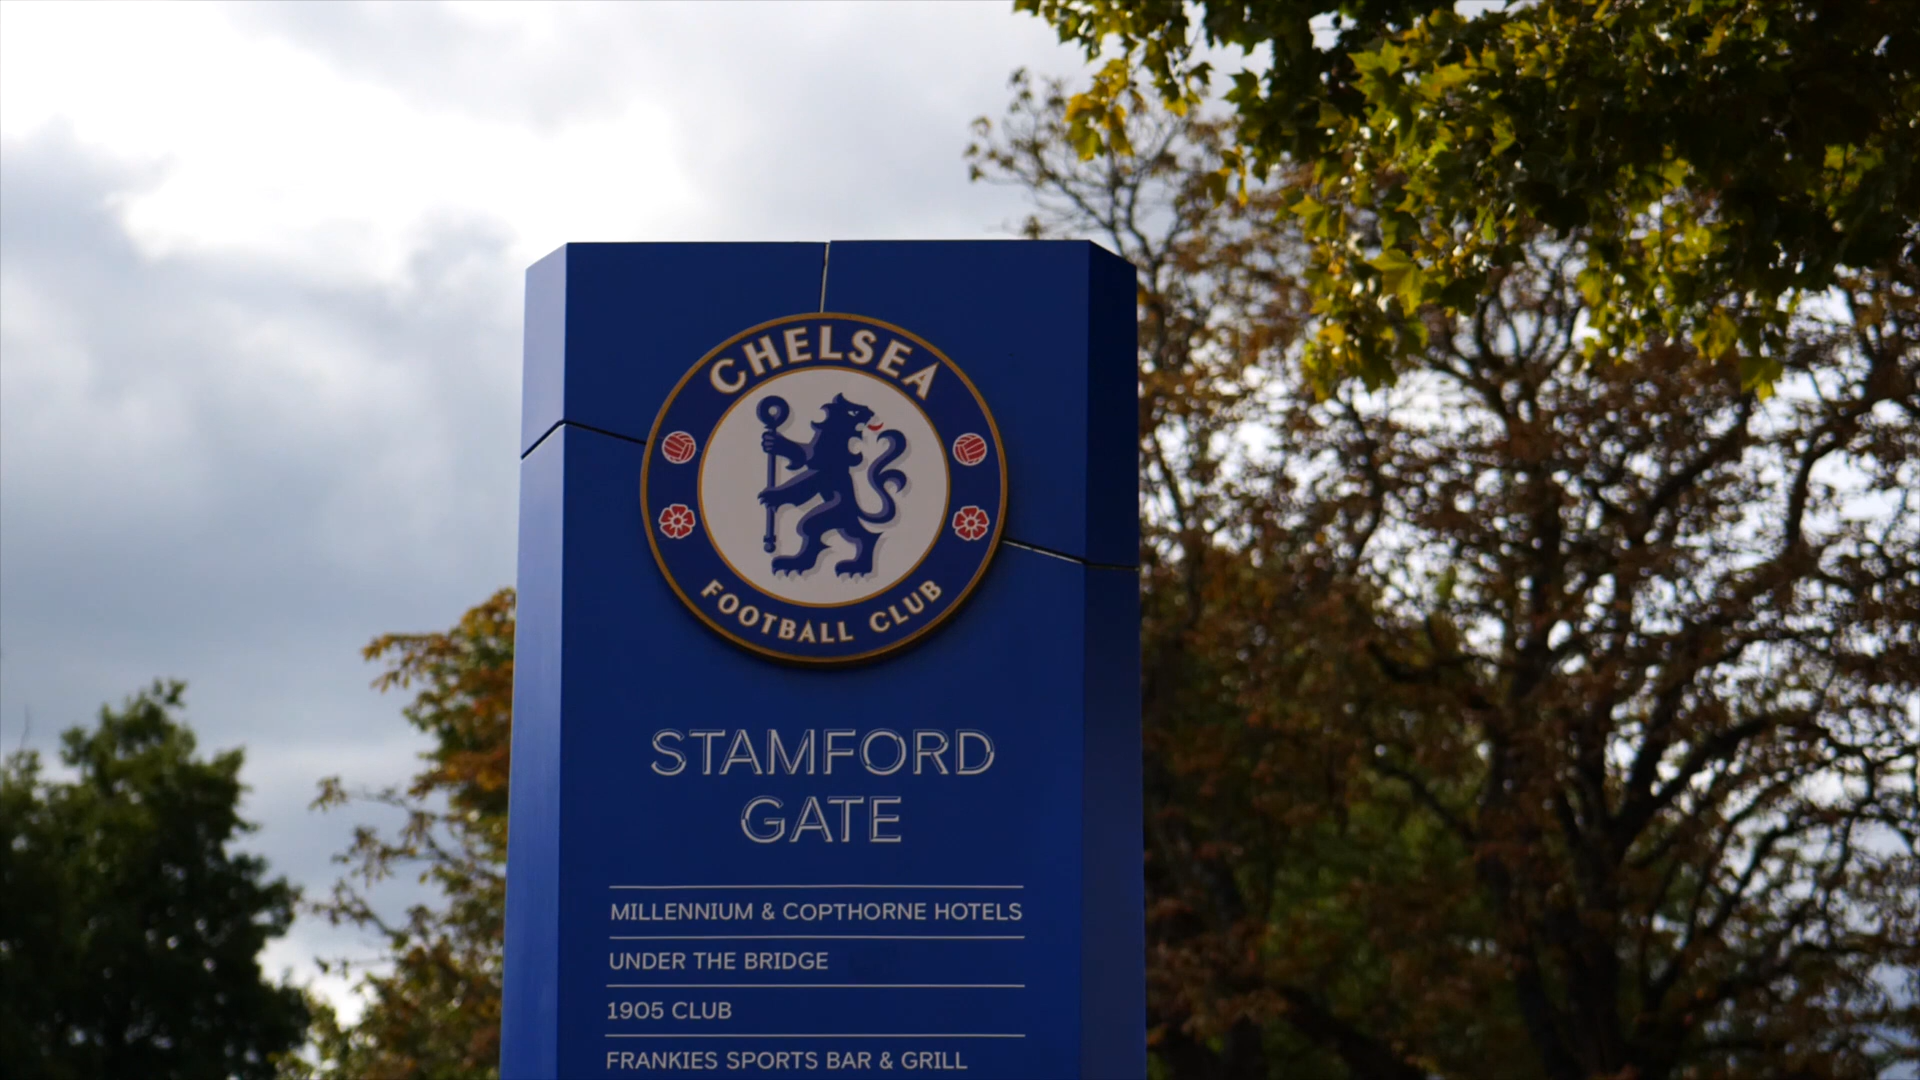 CHELSEA
FOOTBALL CLUB
STAMFORD
GATE
MILLENNIUM & COPTHORNE HOTELS
UNDER THE BRIDGE
1905 CLUB
FRANKIES SPORTS BAR & GRILL